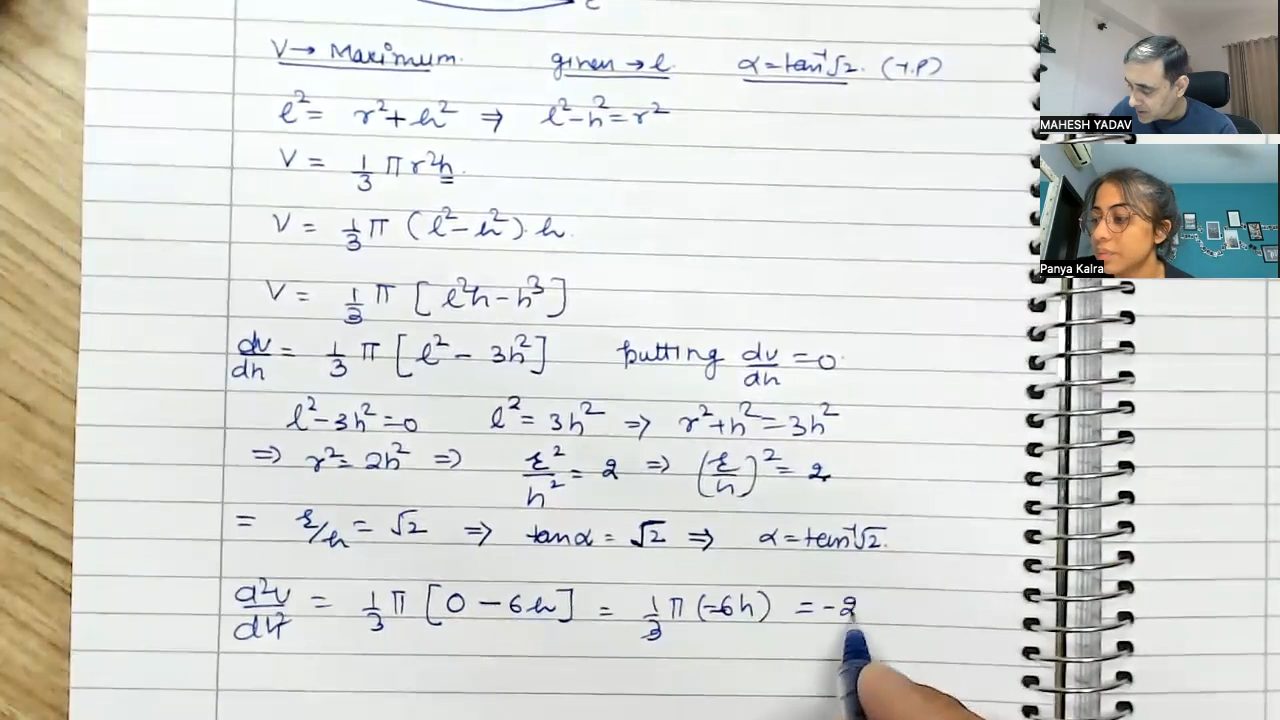 V → Maximum. given → l. α = tan⁻¹√2. (T.P)
l² = r² + h² ⇒ l² - h² = r²
V = 1/3 π r²h.
V = 1/3 π (l² - h²). h.
V = 1/3 π [l²h - h³]
dv/dh = 1/3 π [l² - 3h²] putting dv/dh = 0.
l² - 3h² = 0 l² = 3h² ⇒ r² + h² = 3h²
⇒ r² = 2h² ⇒ r²/h² = 2 ⇒ (r/h)² = 2
= r/h = √2 ⇒ tanα = √2 ⇒ α = tan⁻¹√2.
d²v/dh² = 1/3 π [0 - 6h] = 1/3 π (-6h) = -2
MAHESH YADAV
Panya Kalra